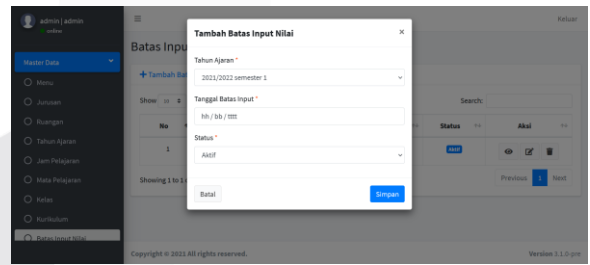 admin | admin
online
Keluar
Master Data
Menu
Jurusan
Ruangan
Tahun Ajaran
Jam Pelajaran
Mata Pelajaran
Kelas
Kurikulum
Batas Input Nilai
Batas Inpu
Tambah Bat
Show 10
Search:
No
Status
Aksi
1
Aktif
Showing 1 to 1
Previous 1 Next
Tambah Batas Input Nilai ×
Tahun Ajaran *
2021/2022 semester 1
Tanggal Batas Input *
hh / bb / tttt
Status *
Aktif
Batal
Simpan
Copyright © 2021 All rights reserved.
Version 3.1.0-pre